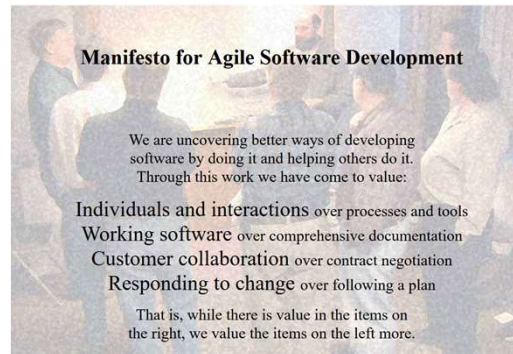 Manifesto for Agile Software Development
We are uncovering better ways of developing
software by doing it and helping others do it.
Through this work we have come to value:
Individuals and interactions over processes and tools
Working software over comprehensive documentation
Customer collaboration over contract negotiation
Responding to change over following a plan
That is, while there is value in the items on
the right, we value the items on the left more.